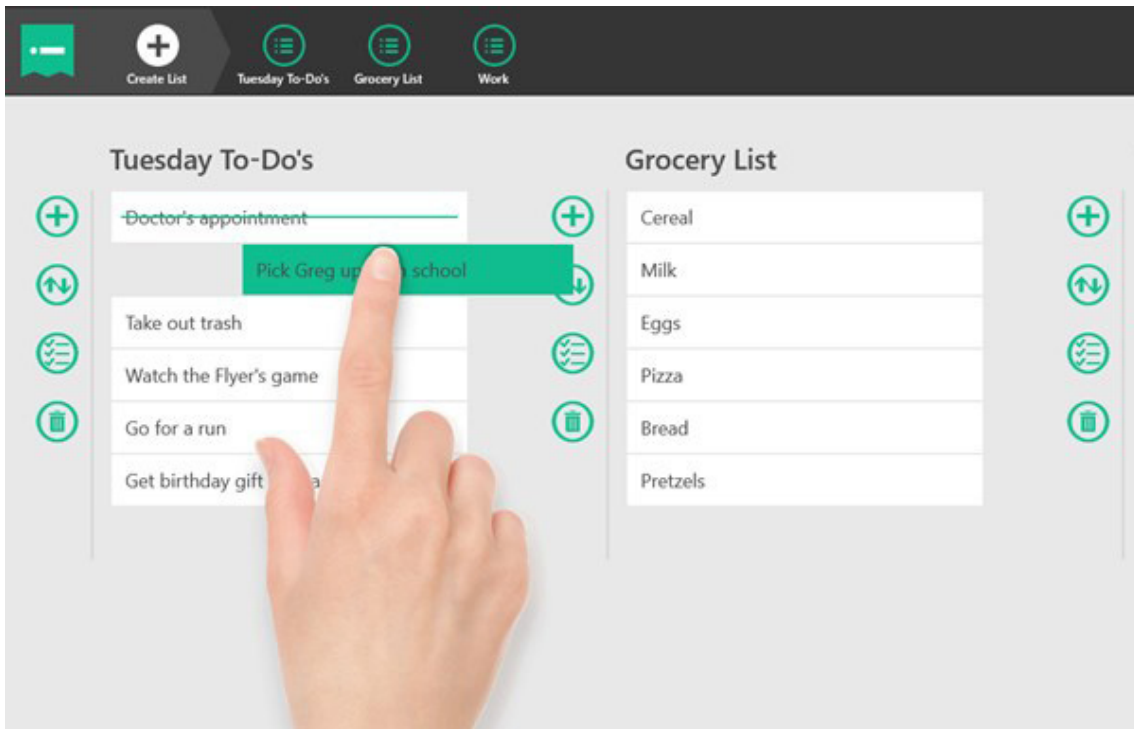 Create List
Tuesday To-Do's
Grocery List
Work
Tuesday To-Do's
Doctor's appointment
Pick Greg up school
Take out trash
Watch the Flyer's game
Go for a run
Get birthday gift
Grocery List
Cereal
Milk
Eggs
Pizza
Bread
Pretzels